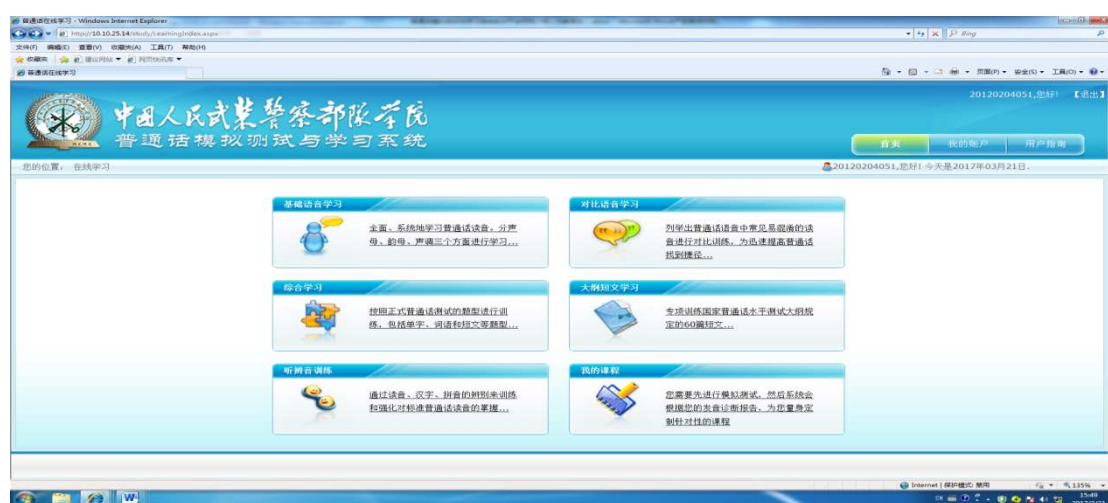 普通话在线学习 - Windows Internet Explorer
http://10.10.25.14/study/LearningIndex.aspx
Bing
文件(F) 编辑(E) 查看(V) 收藏夹(A) 工具(T) 帮助(H)
收藏夹 建议网站 网页快讯库
普通话在线学习
页面(P) 安全(S) 工具(O)
20120204051,您好! 【退出】
中国人民武装警察部队学院
普通话模拟测试与学习系统
首页 我的账户 用户指南
您的位置: 在线学习
20120204051,您好! 今天是2017年03月21日.
基础语音学习
全面、系统地学习普通话读音, 分声
母、韵母、声调三个方面进行学习...
对比语音学习
列举出普通话语音中常见易混淆的读
音进行对比训练, 为迅速提高普通话
找到捷径...
综合学习
按照正式普通话测试的题型进行训
练, 包括单字、词语和短文等题型...
大纲短文学习
专项训练国家普通话水平测试大纲规
定的60篇短文...
听辨音训练
通过读音、汉字、拼音的辨别来训练
和强化对标准普通话读音的掌握...
我的课程
您需要先进行模拟测试, 然后系统会
根据您的发音诊断报告, 为您量身定
制针对性的课程
Internet | 保护模式: 禁用
135%
15:49